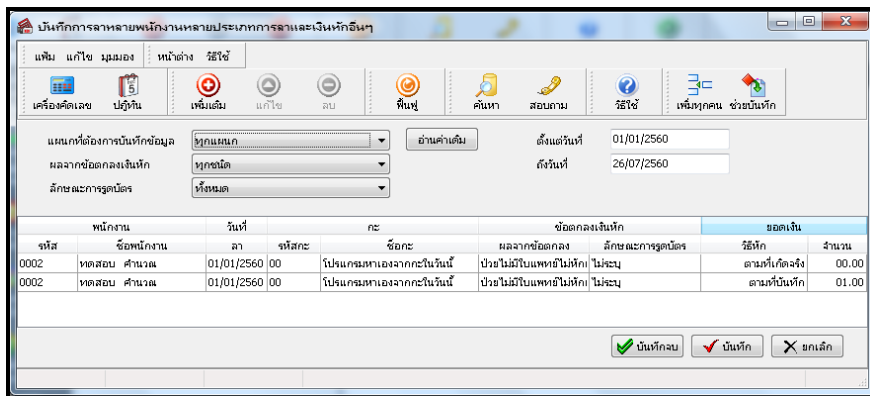 บันทึกการลาหลายพนักงานหลายประเภทการลาและเงินหักอื่นๆ
แฟ้ม แก้ไข มุมมอง หน้าต่าง วิธีใช้
5
เครื่องคิดเลข ปฏิทิน เพิ่มเติม แก้ไข ลบ ฟื้นฟู ค้นหา สอบถาม วิธีใช้ เพิ่มทุกคน ช่วยบันทึก
แผนกที่ต้องการบันทึกข้อมูล ทุกแผนก อ่านค่าเดิม ตั้งแต่วันที่ 01/01/2560
ผลจากข้อตกลงเงินหัก ทุกชนิด ถึงวันที่ 26/07/2560
ลักษณะการรูดบัตร ทั้งหมด
พนักงาน วันที่ กะ ข้อตกลงเงินหัก ยอดเงิน
รหัส ชื่อพนักงาน ลา รหัสกะ ชื่อกะ ผลจากข้อตกลง ลักษณะการรูดบัตร วิธีหัก จำนวน
0002 ทดสอบ คำนวณ 01/01/2560 00 โปรแกรมหาเองจากกะในวันนี้ ป่วยไม่มีใบแพทย์ไม่หักเ ไม่ระบุ ตามที่เกิดจริง 00.00
0002 ทดสอบ คำนวณ 01/01/2560 00 โปรแกรมหาเองจากกะในวันนี้ ป่วยไม่มีใบแพทย์ไม่หักเ ไม่ระบุ ตามที่บันทึก 01.00
บันทึกจบ บันทึก ยกเลิก